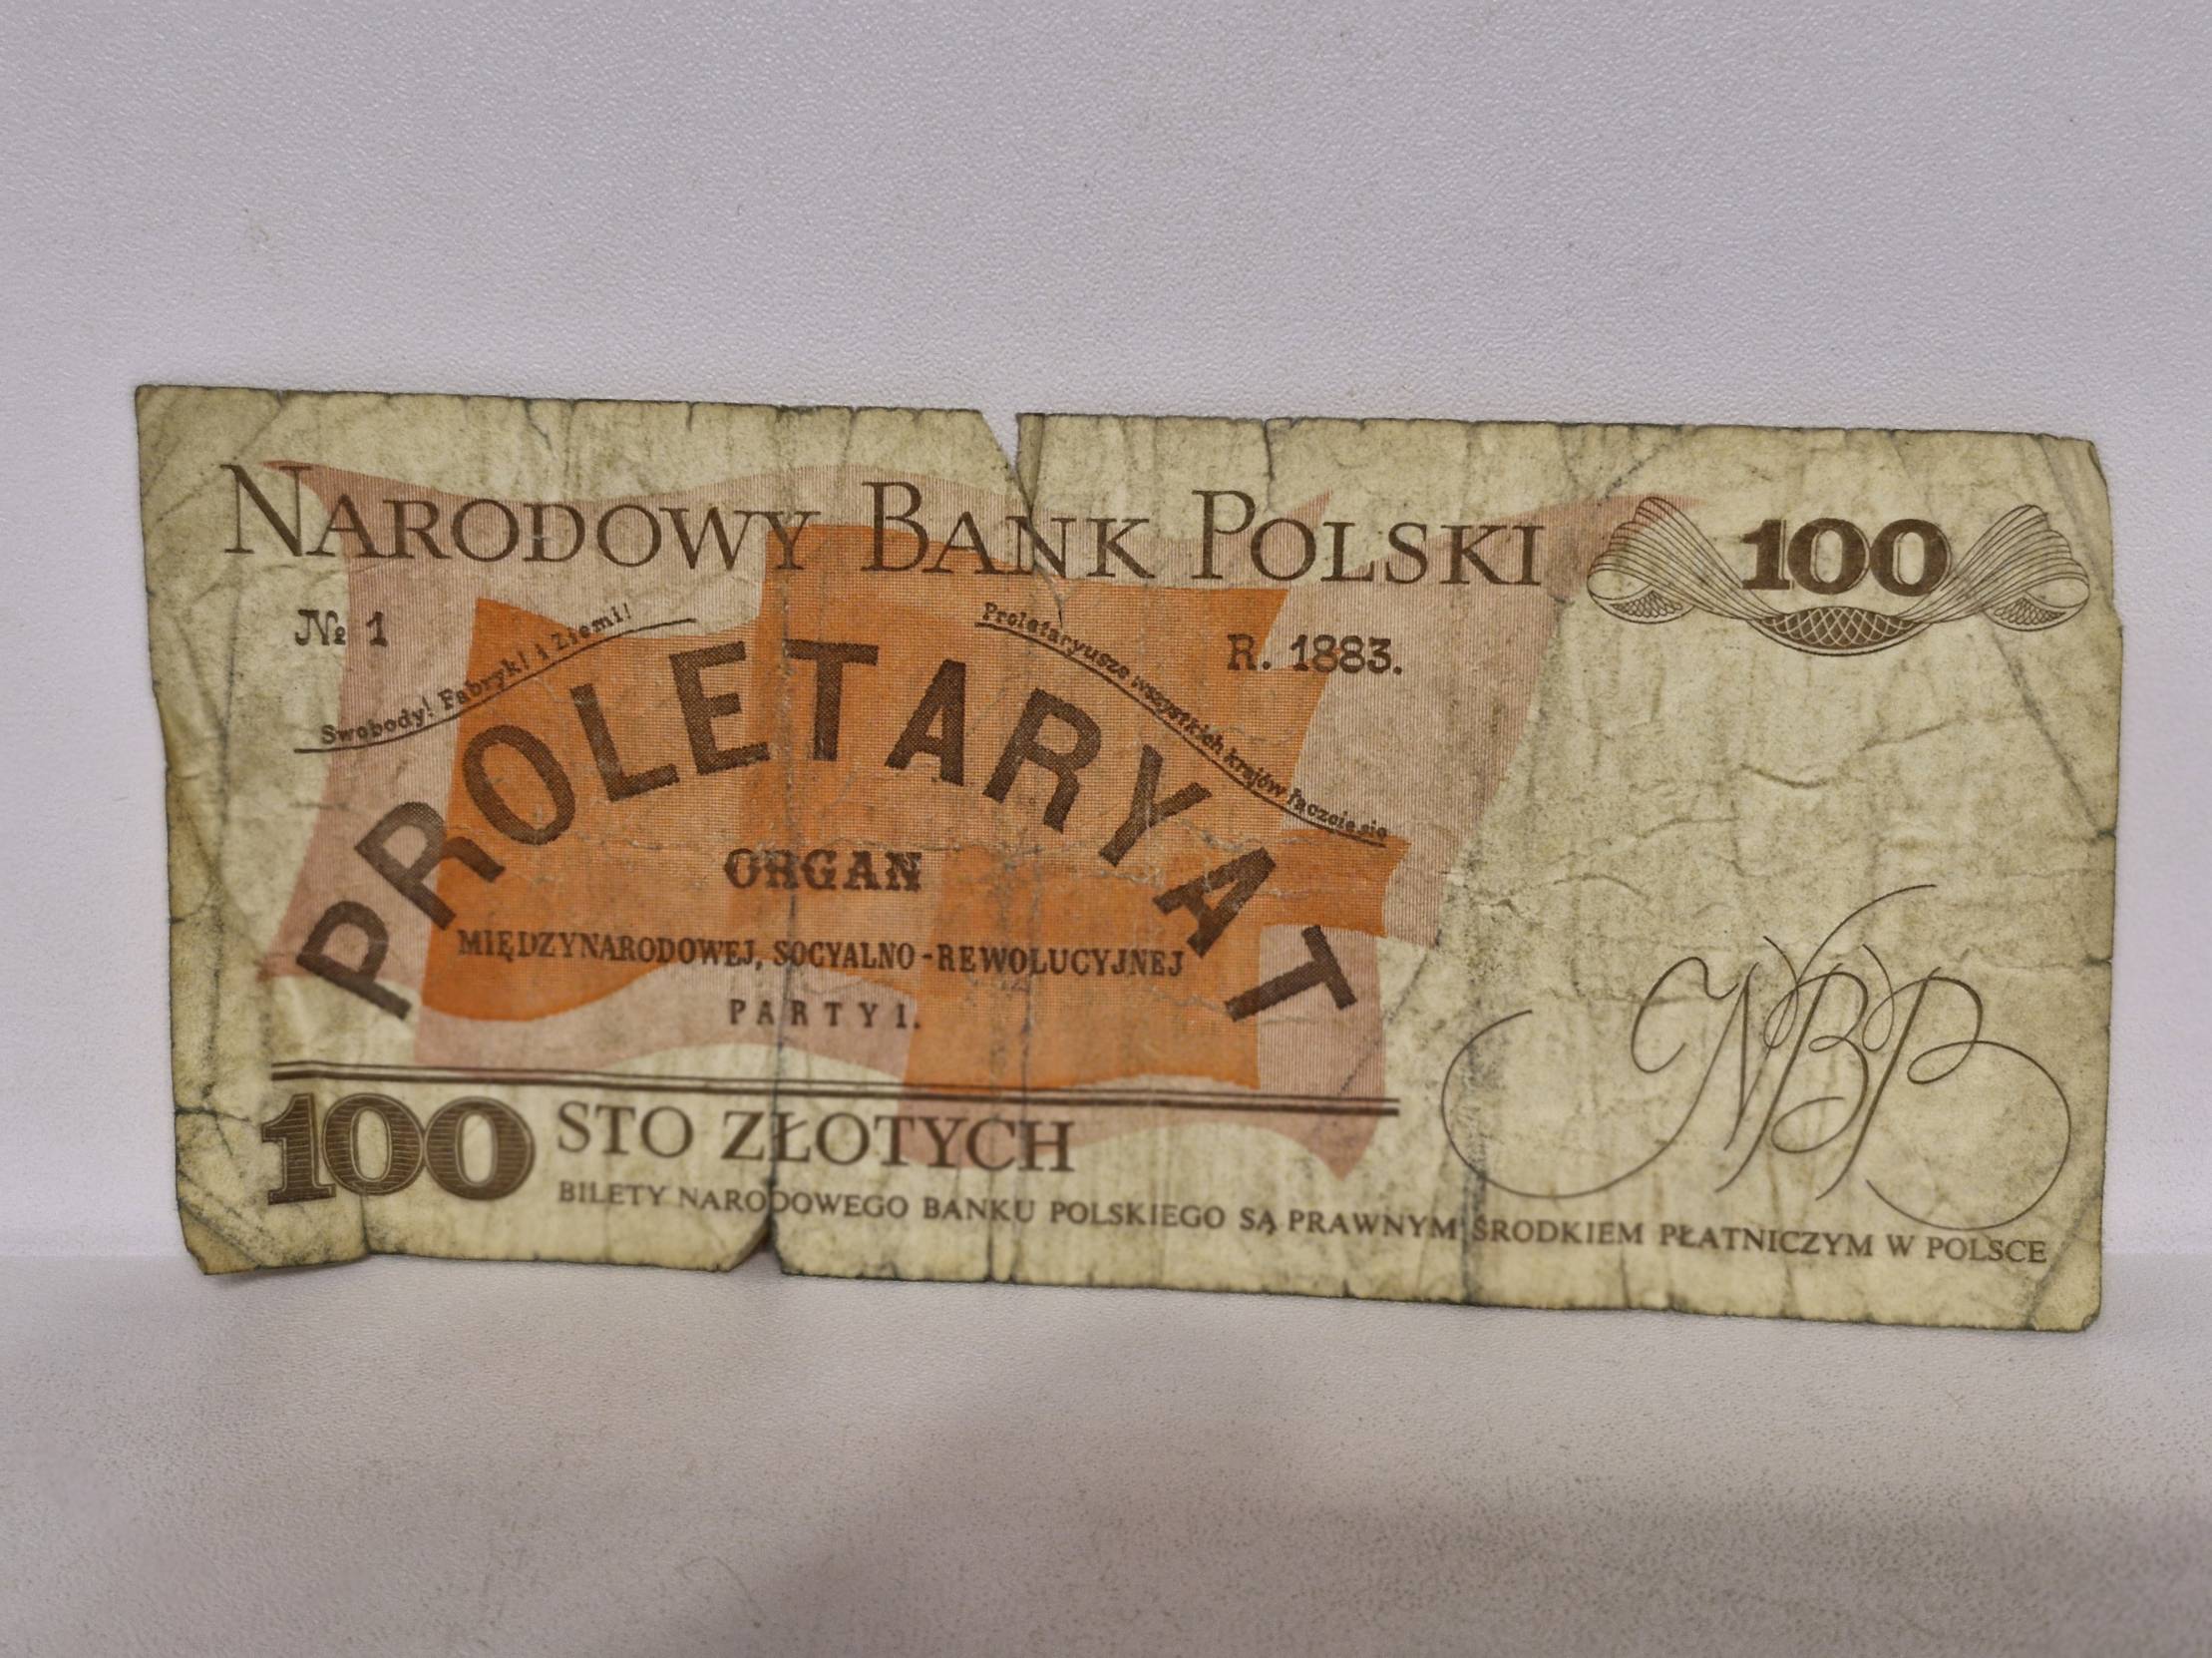 NARODOWY BANK POLSKI
100
№ 1
Swobody! Fabryk! i Ziemi!
Proletaryusze wszystkich krajów łączcie się
R. 1883.
PROLETARYAT
ORGAN
MIĘDZYNARODOWEJ, SOCYALNO-REWOLUCYJNEJ
PARTYI.
NBP
100 STO ZŁOTYCH
BILETY NARODOWEGO BANKU POLSKIEGO SĄ PRAWNYM ŚRODKIEM PŁATNICZYM W POLSCE